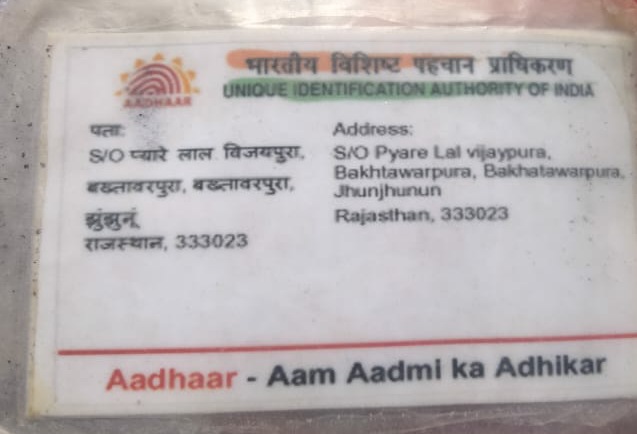 भारतीय विशिष्ट पहचान प्राधिकरण
AADHAAR
UNIQUE IDENTIFICATION AUTHORITY OF INDIA
पता:
S/O प्यारे लाल विजयपुरा,
बख्तावरपुरा, बख्तावरपुरा,
झुंझुनूं
राजस्थान, 333023
Address:
S/O Pyare Lal vijaypura,
Bakhtawarpura, Bakhatawarpura,
Jhunjhunun
Rajasthan, 333023
Aadhaar - Aam Aadmi ka Adhikar